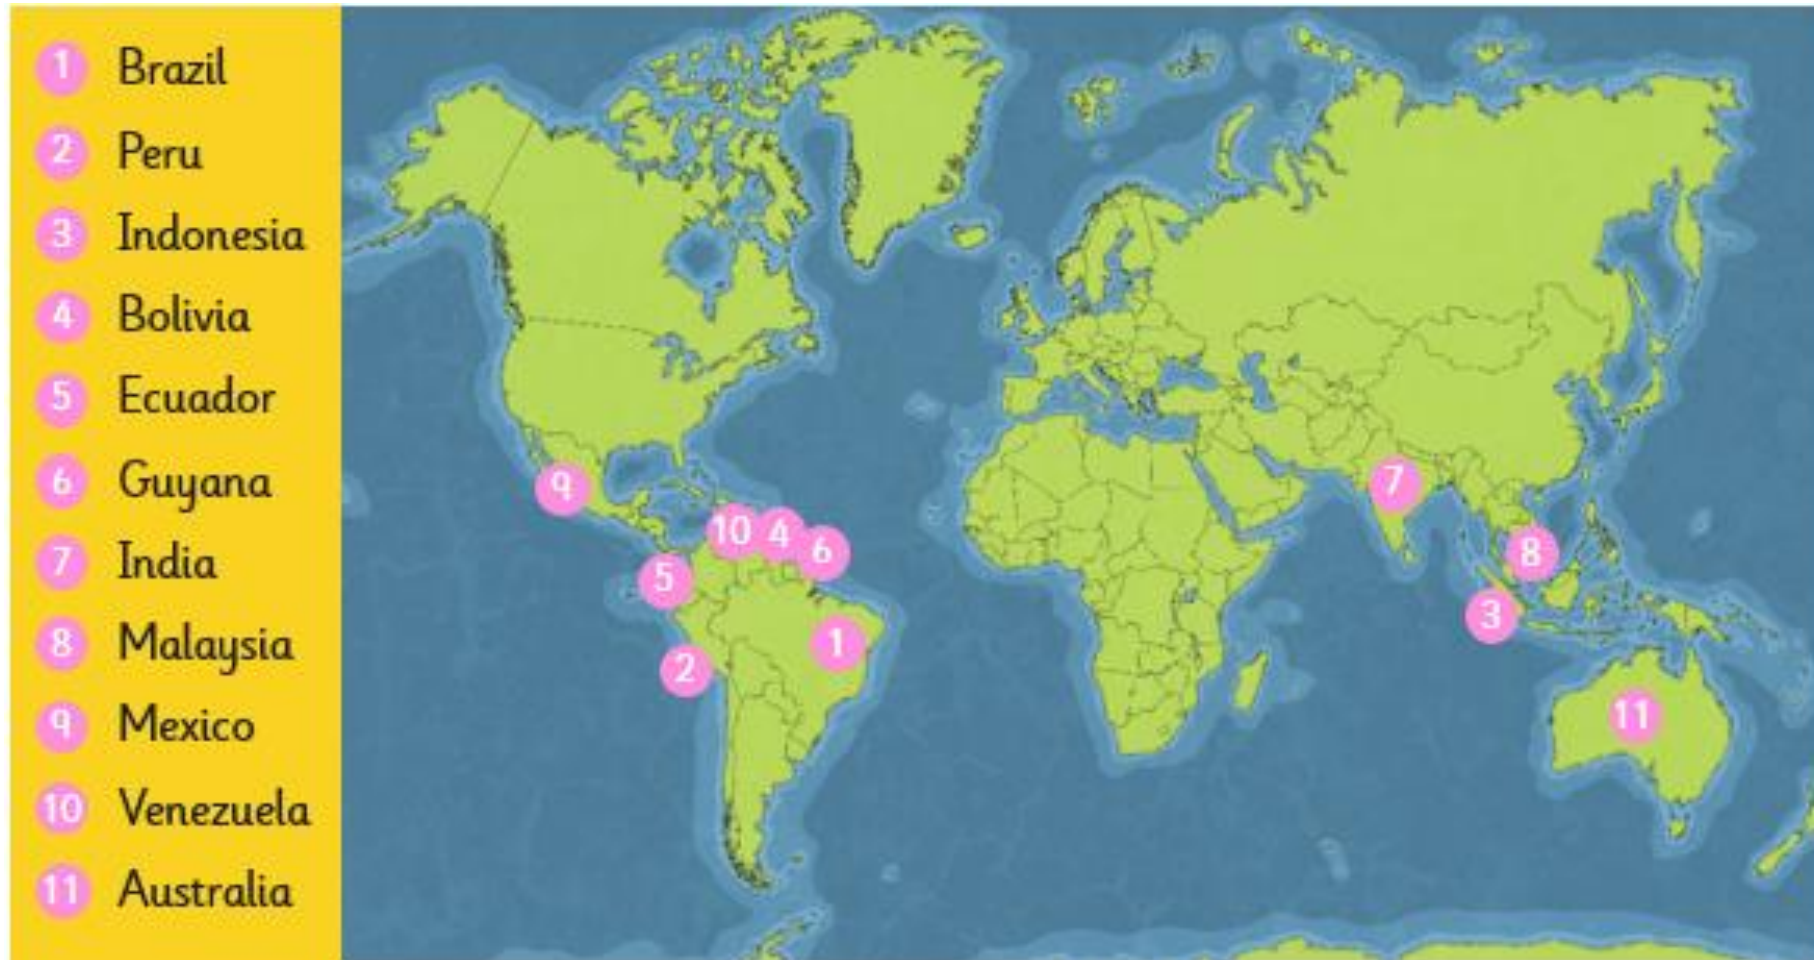 1 Brazil
2 Peru
3 Indonesia
4 Bolivia
5 Ecuador
6 Guyana
7 India
8 Malaysia
9 Mexico
10 Venezuela
11 Australia
9
7
10
4
6
8
5
3
1
2
11